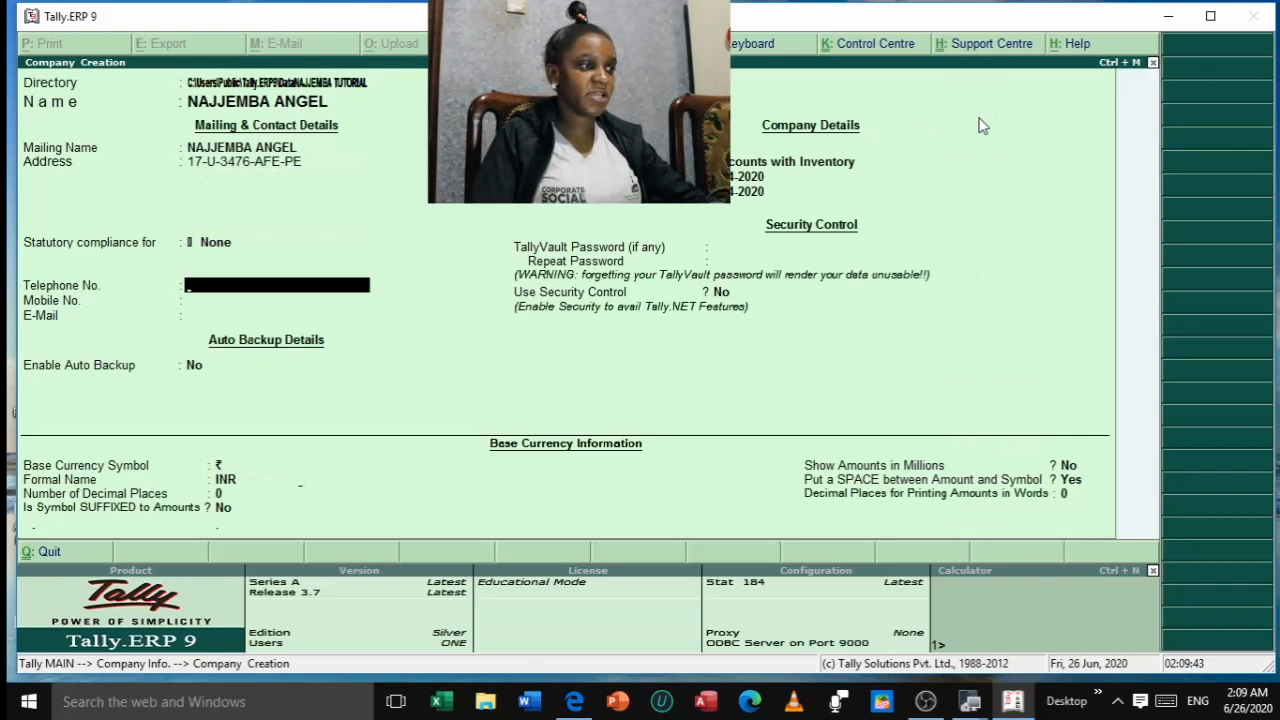 Tally.ERP 9
P: Print E: Export M: E-Mail O: Upload eyboard K: Control Centre H: Support Centre H: Help
Company Creation Ctrl + M
Directory : C:\Users\Public\Tally.ERP9\Data\NAJJEMBA TUTORIAL
Name : NAJJEMBA ANGEL
Mailing & Contact Details Company Details
Mailing Name NAJJEMBA ANGEL
Address : 17-U-3476-AFE-PE counts with Inventory
4-2020
4-2020
CORPORATE
SOCIAL
Security Control
Statutory compliance for : None
TallyVault Password (if any) :
Repeat Password :
(WARNING: forgetting your TallyVault password will render your data unusable!!)
Telephone No. :
Use Security Control ? No
Mobile No. :
(Enable Security to avail Tally.NET Features)
E-Mail :
Auto Backup Details
Enable Auto Backup : No
Base Currency Information
Base Currency Symbol : ₹ Show Amounts in Millions ? No
Formal Name : INR Put a SPACE between Amount and Symbol ? Yes
Number of Decimal Places : 0 Decimal Places for Printing Amounts in Words : 0
Is Symbol SUFFIXED to Amounts ? No
Q: Quit
Product Version License Configuration Calculator Ctrl + N
Tally
POWER OF SIMPLICITY
Tally.ERP 9
Series A Latest
Release 3.7 Latest
Edition Silver
Users ONE
Educational Mode
Stat 184 Latest
Proxy None
ODBC Server on Port 9000
1>
Tally MAIN --> Company Info. --> Company Creation (c) Tally Solutions Pvt. Ltd., 1988-2012 Fri, 26 Jun, 2020 02:09:43
Search the web and Windows Desktop ENG 2:09 AM
6/26/2020